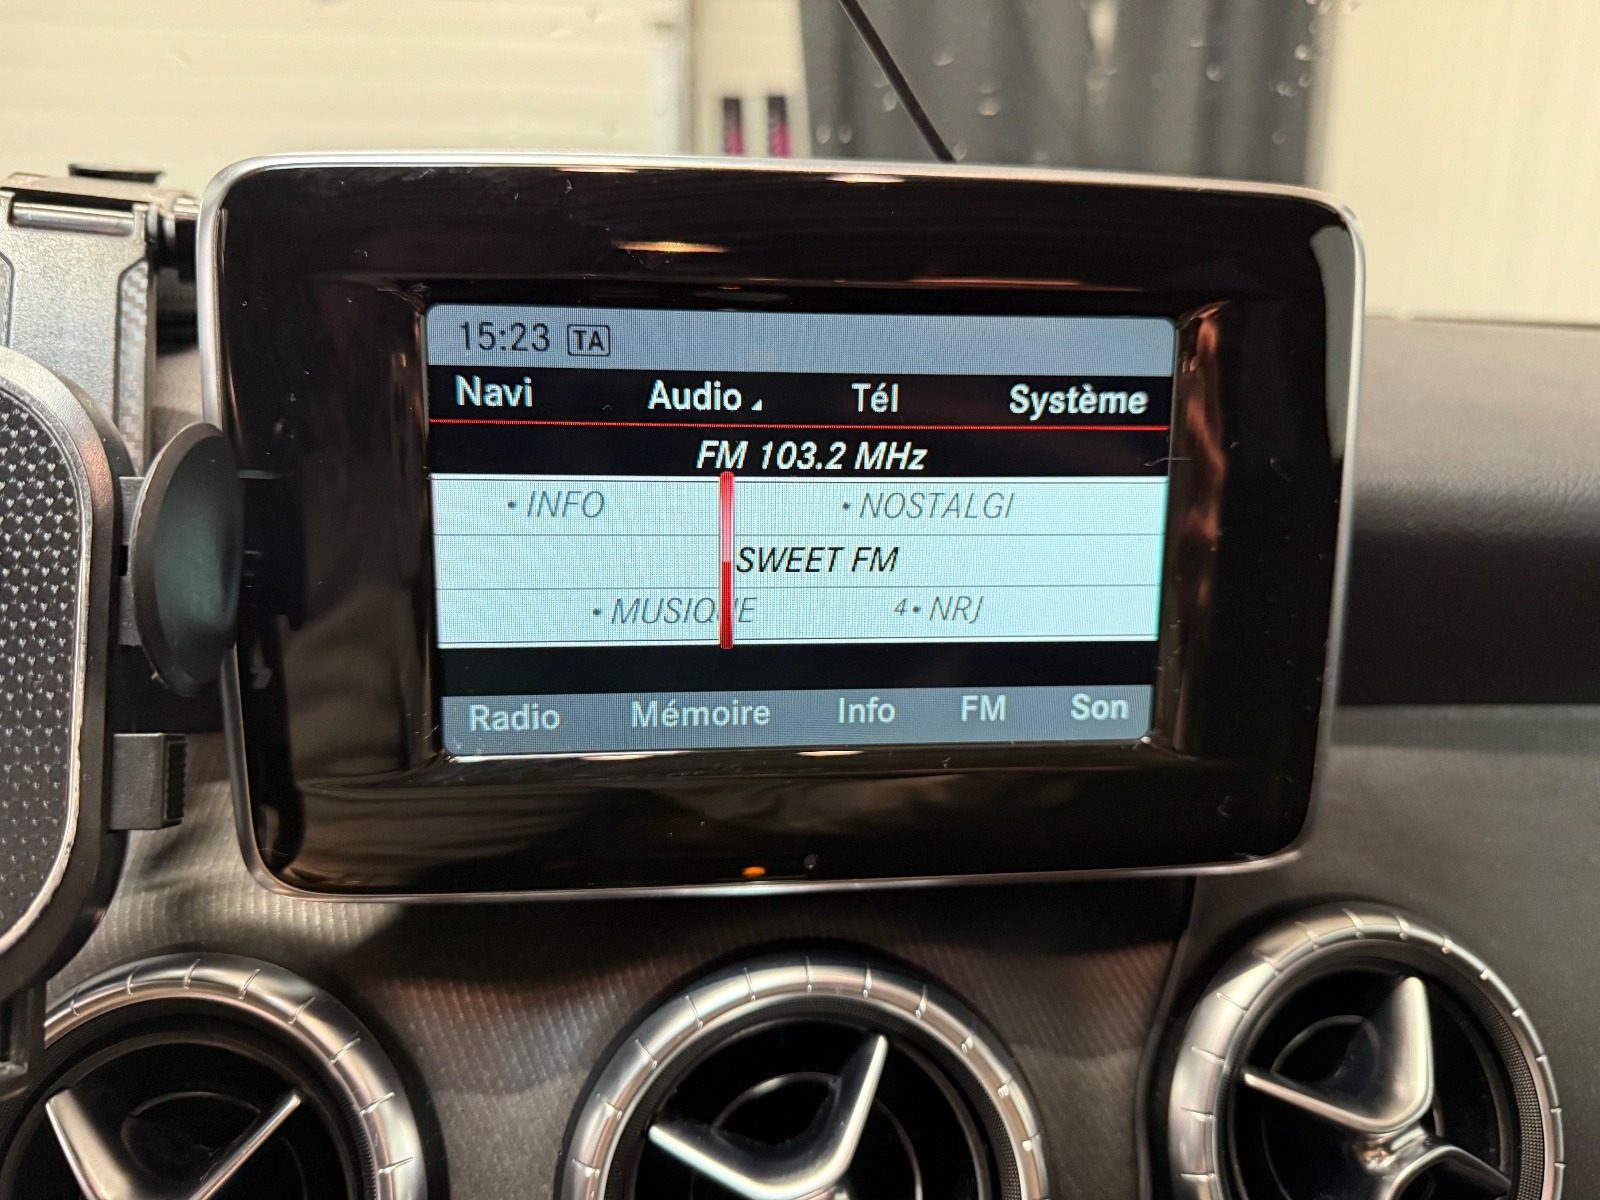 15:23 TA
Navi Audio Tél Système
FM 103.2 MHz
• INFO • NOSTALGI
SWEET FM
• MUSIQUE 4• NRJ
Radio Mémoire Info FM Son